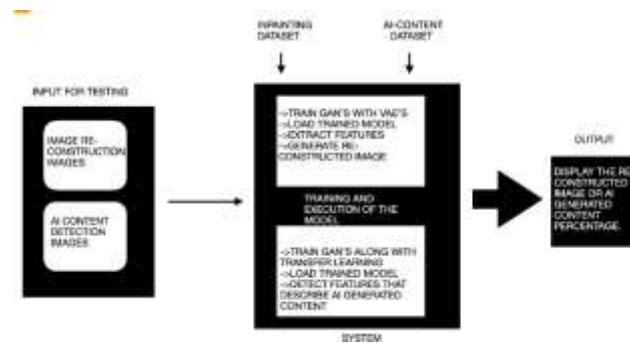 INPAINTING
DATASET
AI-CONTENT
DATASET
INPUT FOR TESTING
IMAGE RE-
CONSTRUCTION
IMAGES
AI CONTENT
DETECTION
IMAGES
->TRAIN GAN'S WITH VAE'S
->LOAD TRAINED MODEL
->EXTRACT FEATURES
->GENERATE RE-
CONSTRUCTED IMAGE
TRAINING AND
EXECUTION OF THE
MODEL
->TRAIN GAN'S ALONG WITH
TRANSFER LEARNING
->LOAD TRAINED MODEL
->DETECT FEATURES THAT
DESCRIBE AI GENERATED
CONTENT
SYSTEM
OUTPUT
DISPLAY THE RE
CONSTRUCTED
IMAGE OR AI
GENERATED
CONTENT
PERCENTAGE.